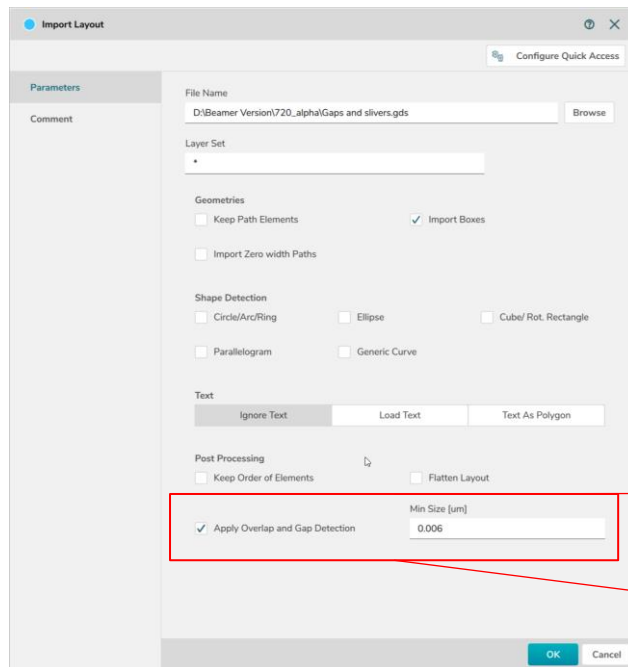 Import Layout
Configure Quick Access
Parameters
Comment
File Name
D:\Beamer Version\720_alpha\Gaps and slivers.gds
Browse
Layer Set
*
Geometries
Keep Path Elements
Import Boxes
Import Zero width Paths
Shape Detection
Circle/Arc/Ring
Ellipse
Cube/ Rot. Rectangle
Parallelogram
Generic Curve
Text
Ignore Text
Load Text
Text As Polygon
Post Processing
Keep Order of Elements
Flatten Layout
Min Size [um]
Apply Overlap and Gap Detection
0.006
OK
Cancel